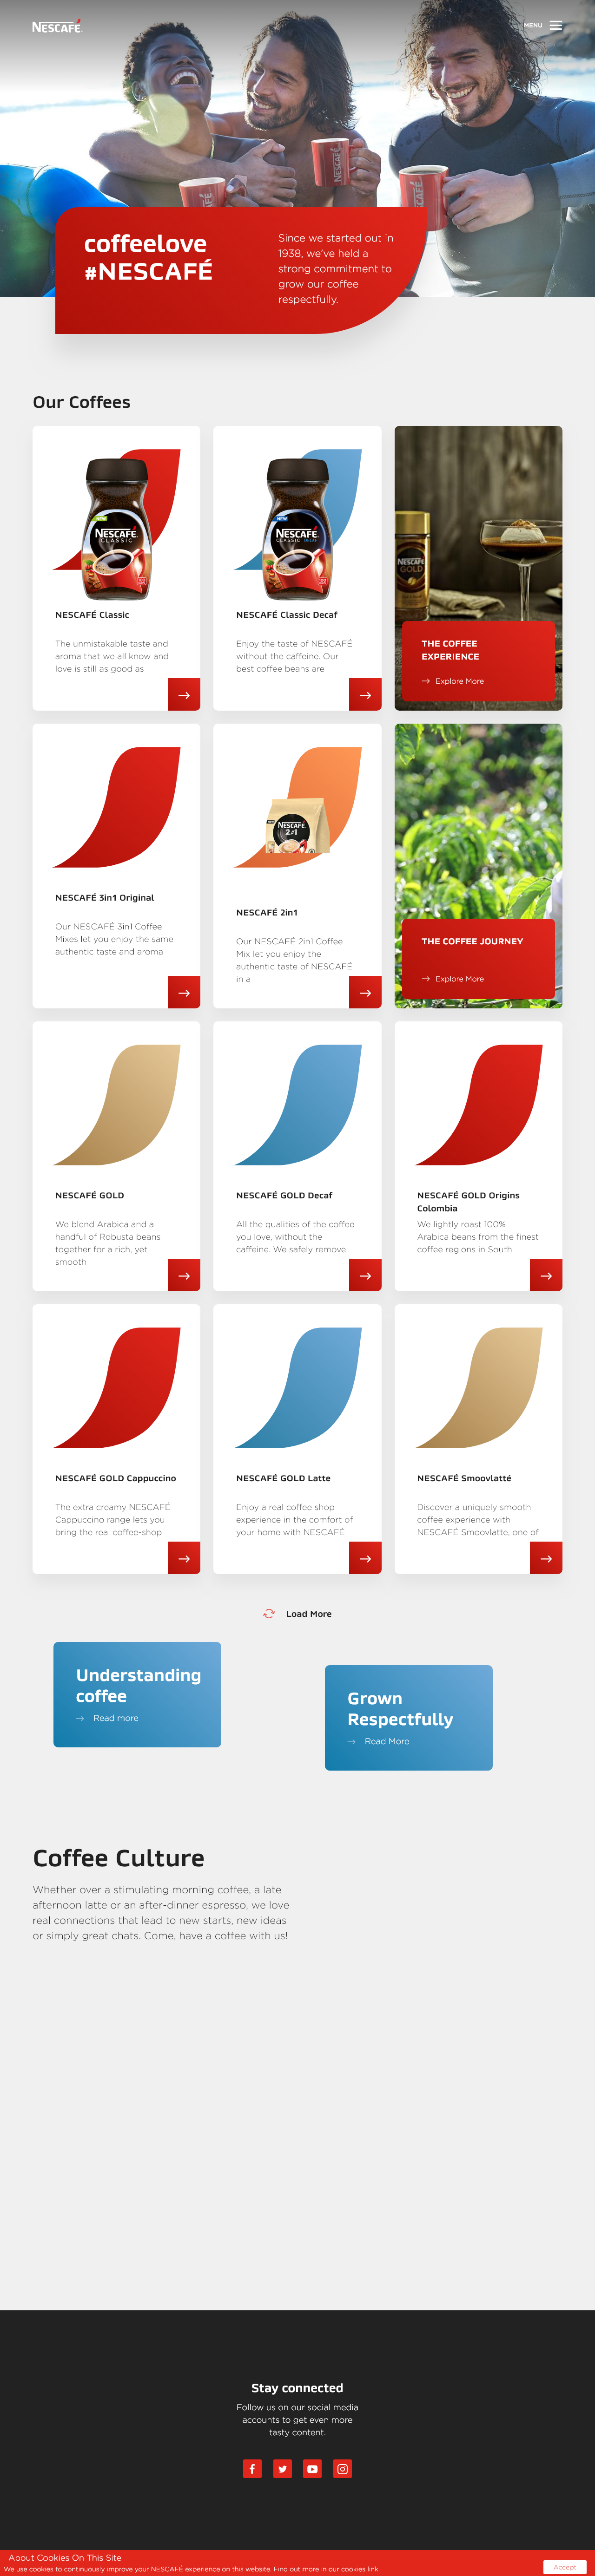 NESCAFÉ.
MENU
NESCAFÉ
NESCAFÉ
coffeelove
#NESCAFÉ
Since we started out in
1938, we've held a
strong commitment to
grow our coffee
respectfully.
Our Coffees
NEW
NESCAFÉ.
CLASSIC
NESCAFÉ Classic
The unmistakable taste and
aroma that we all know and
love is still as good as
NEW
NESCAFÉ.
CLASSIC DECAF
NESCAFÉ Classic Decaf
Enjoy the taste of NESCAFÉ
without the caffeine. Our
best coffee beans are
NESCAFÉ
GOLD
THE COFFEE
EXPERIENCE
Explore More
NESCAFÉ 3in1 Original
Our NESCAFÉ 3in1 Coffee
Mixes let you enjoy the same
authentic taste and aroma
NESCAFÉ
2in1
NESCAFÉ 2in1
Our NESCAFÉ 2in1 Coffee
Mix let you enjoy the
authentic taste of NESCAFÉ
in a
THE COFFEE JOURNEY
Explore More
NESCAFÉ GOLD
We blend Arabica and a
handful of Robusta beans
together for a rich, yet
smooth
NESCAFÉ GOLD Decaf
All the qualities of the coffee
you love, without the
caffeine. We safely remove
NESCAFÉ GOLD Origins
Colombia
We lightly roast 100%
Arabica beans from the finest
coffee regions in South
NESCAFÉ GOLD Cappuccino
The extra creamy NESCAFÉ
Cappuccino range lets you
bring the real coffee-shop
NESCAFÉ GOLD Latte
Enjoy a real coffee shop
experience in the comfort of
your home with NESCAFÉ
NESCAFÉ Smoovlatté
Discover a uniquely smooth
coffee experience with
NESCAFÉ Smoovlatte, one of
Load More
Understanding
coffee
Read more
Grown
Respectfully
Read More
Coffee Culture
Whether over a stimulating morning coffee, a late
afternoon latte or an after-dinner espresso, we love
real connections that lead to new starts, new ideas
or simply great chats. Come, have a coffee with us!
Stay connected
Follow us on our social media
accounts to get even more
tasty content.
About Cookies On This Site
We use cookies to continuously improve your NESCAFÉ experience on this website. Find out more in our cookies link.
Accept